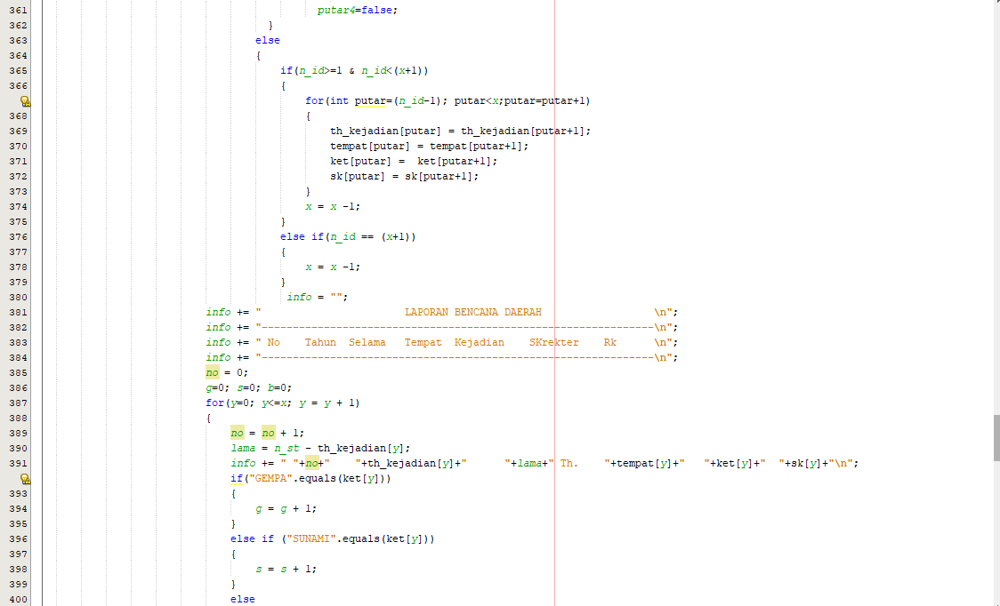 361 putar4=false;
362 }
363 else
364 {
365 if(n_id>=1 & n_id<(x+1))
366 {
for(int putar=(n_id-1); putar<x;putar=putar+1)
368 {
369 th_kejadian[putar] = th_kejadian[putar+1];
370 tempat[putar] = tempat[putar+1];
371 ket[putar] =  ket[putar+1];
372 sk[putar] = sk[putar+1];
373 }
374 x = x -1;
375 }
376 else if(n_id == (x+1))
377 {
378 x = x -1;
379 }
380 info = "";
381 info += "                       LAPORAN BENCANA DAERAH                  \n";
382 info += "---------------------------------------------------------------\n";
383 info += " No    Tahun  Selama   Tempat  Kejadian    SKrekter    Rk      \n";
384 info += "---------------------------------------------------------------\n";
385 no = 0;
386 g=0; s=0; b=0;
387 for(y=0; y<=x; y = y + 1)
388 {
389 no = no + 1;
390 lama = n_st - th_kejadian[y];
391 info += " "+no+"    "+th_kejadian[y]+"      "+lama+" Th.    "+tempat[y]+"   "+ket[y]+"  "+sk[y]+"\n";
if("GEMPA".equals(ket[y]))
393 {
394 g = g + 1;
395 }
396 else if ("SUNAMI".equals(ket[y]))
397 {
398 s = s + 1;
399 }
400 else